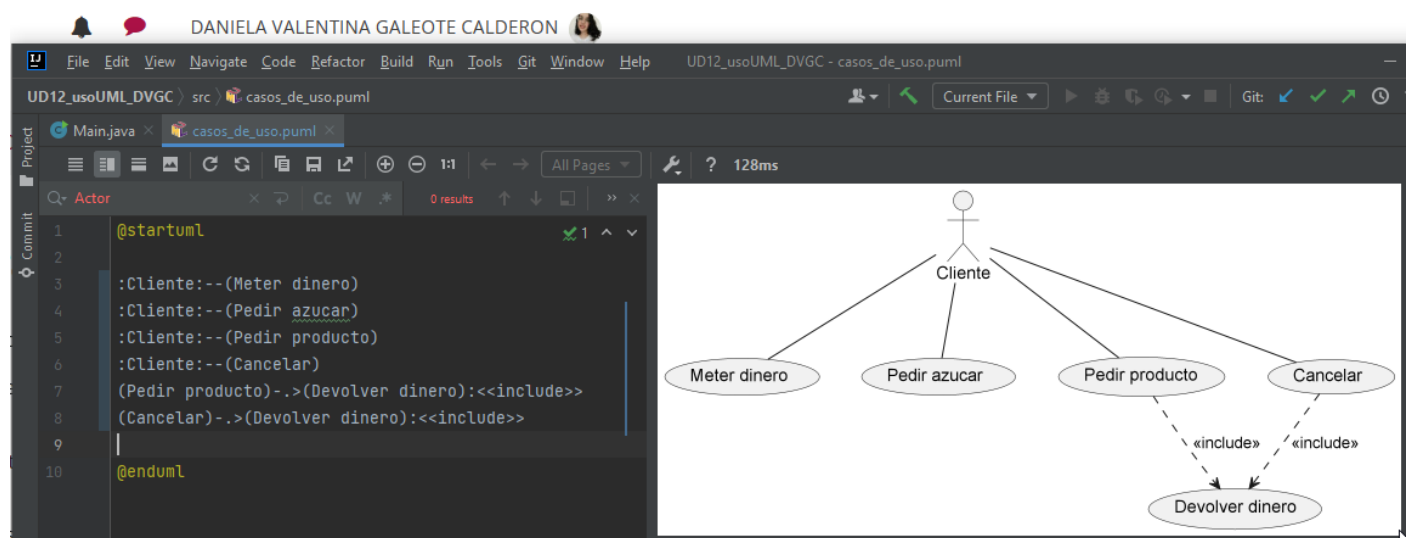 DANIELA VALENTINA GALEOTE CALDERON
IJ File Edit View Navigate Code Refactor Build Run Tools Git Window Help UD12_usoUML_DVGC - casos_de_uso.puml
UD12_usoUML_DVGC src casos_de_uso.puml Current File Git:
Project
Commit
Main.java casos_de_uso.puml
1:1 All Pages ? 128ms
Actor Cc W .* 0 results
1 @startuml 1
2
3 :Cliente:--(Meter dinero)
4 :Cliente:--(Pedir azucar)
5 :Cliente:--(Pedir producto)
6 :Cliente:--(Cancelar)
7 (Pedir producto)-.>(Devolver dinero):<<include>>
8 (Cancelar)-.>(Devolver dinero):<<include>>
9
10 @enduml
Cliente
Meter dinero Pedir azucar Pedir producto Cancelar
«include» «include»
Devolver dinero